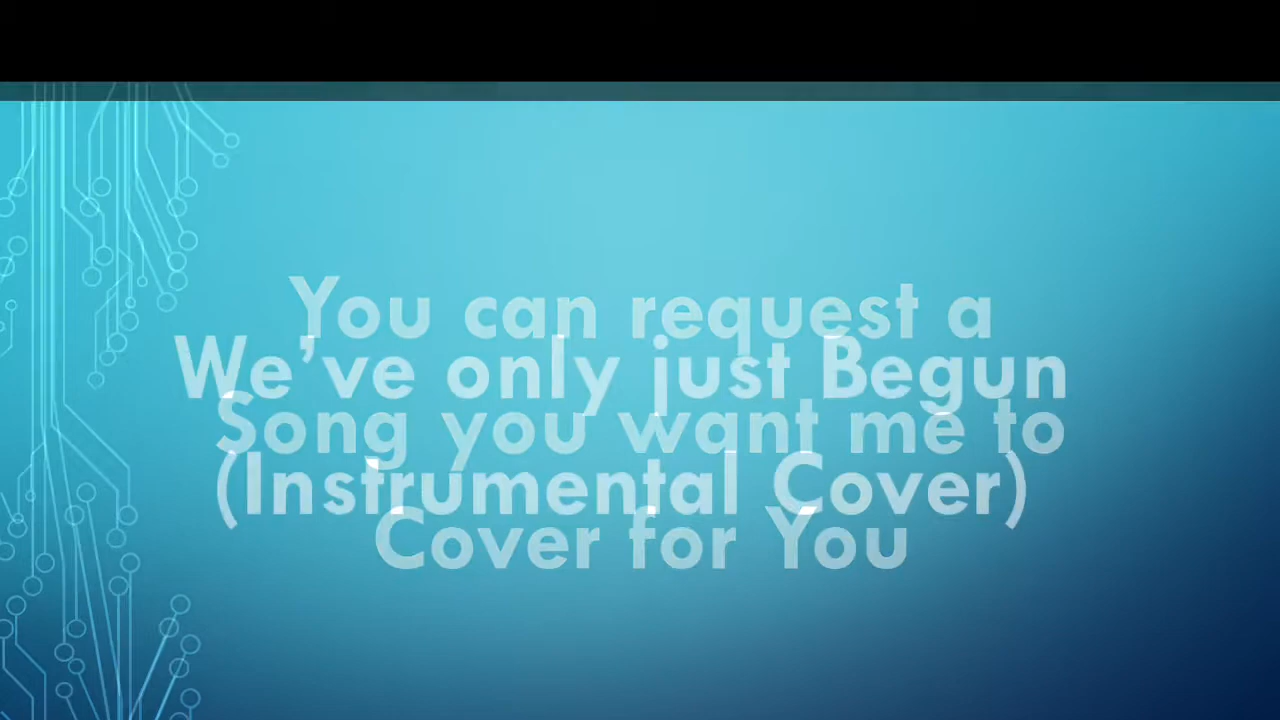 You can request a
We've only just Begun
Song you want me to
(Instrumental Cover)
Cover for You